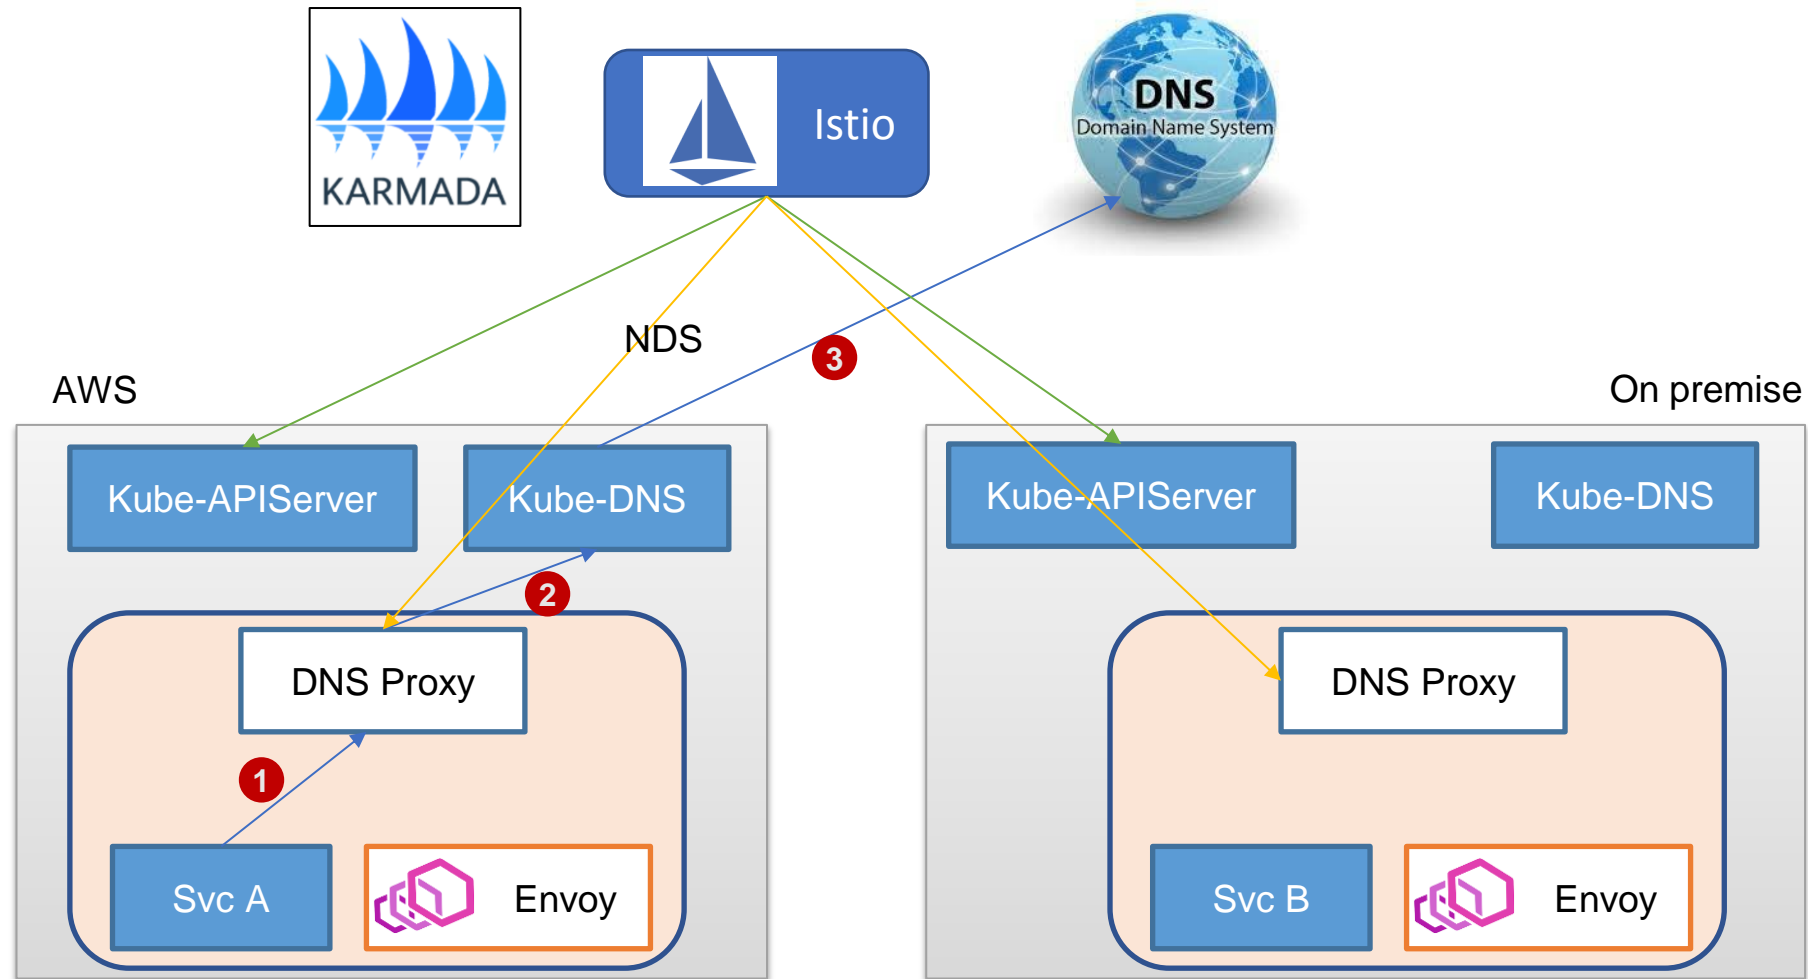 KARMADA
Istio
DNS
Domain Name System
NDS
3
AWS
On premise
Kube-APIServer
Kube-DNS
Kube-APIServer
Kube-DNS
2
DNS Proxy
DNS Proxy
1
Svc A
Envoy
Svc B
Envoy